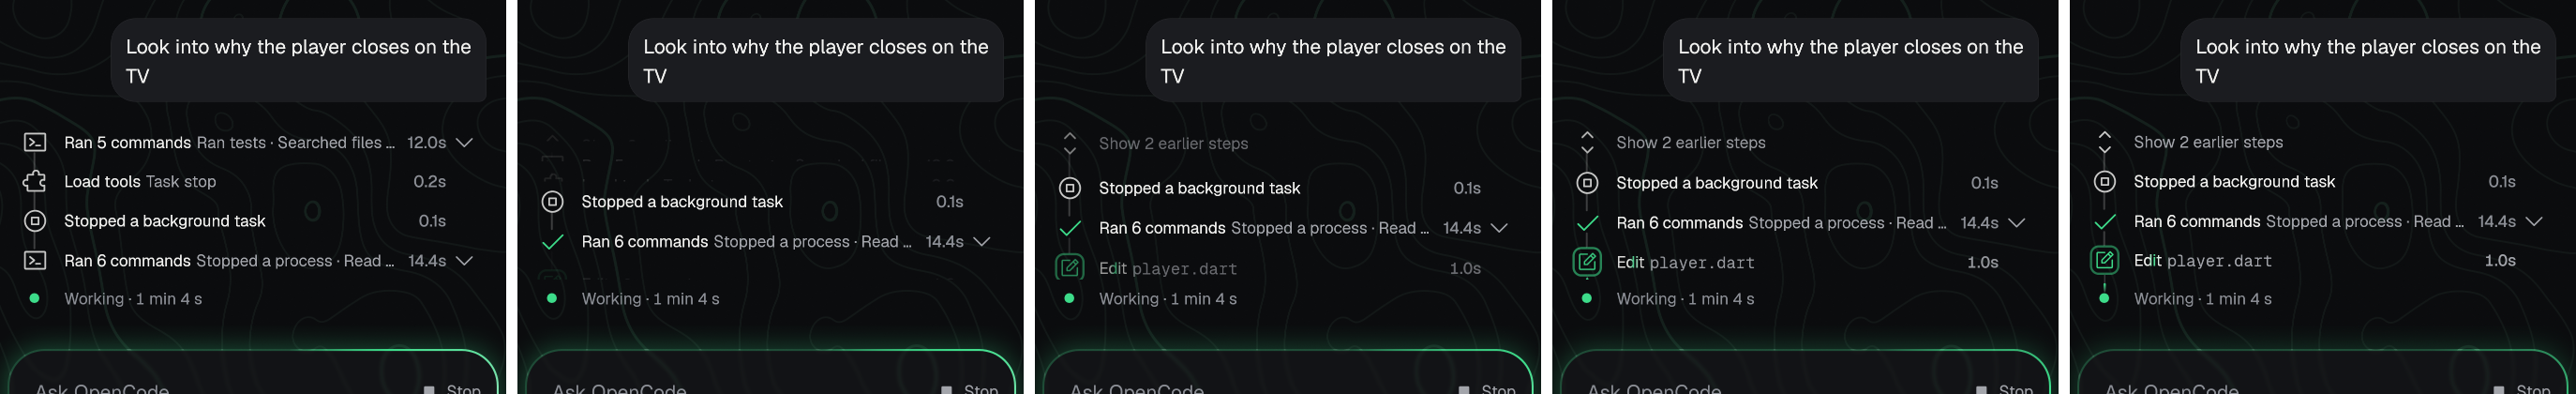 Look into why the player closes on the
TV
Ran 5 commands Ran tests · Searched files ... 12.0s
Load tools Task stop 0.2s
Stopped a background task 0.1s
Ran 6 commands Stopped a process · Read ... 14.4s
Working · 1 min 4 s
Ask OpenCode Stop
Look into why the player closes on the
TV
Stopped a background task 0.1s
Ran 6 commands Stopped a process · Read ... 14.4s
Working · 1 min 4 s
Ask OpenCode Stop
Look into why the player closes on the
TV
Show 2 earlier steps
Stopped a background task 0.1s
Ran 6 commands Stopped a process · Read ... 14.4s
Edit player.dart 1.0s
Working · 1 min 4 s
Ask OpenCode Stop
Look into why the player closes on the
TV
Show 2 earlier steps
Stopped a background task 0.1s
Ran 6 commands Stopped a process · Read ... 14.4s
Edit player.dart 1.0s
Working · 1 min 4 s
Ask OpenCode Stop
Look into why the player closes on the
TV
Show 2 earlier steps
Stopped a background task 0.1s
Ran 6 commands Stopped a process · Read ... 14.4s
Edit player.dart 1.0s
Working · 1 min 4 s
Ask OpenCode Stop